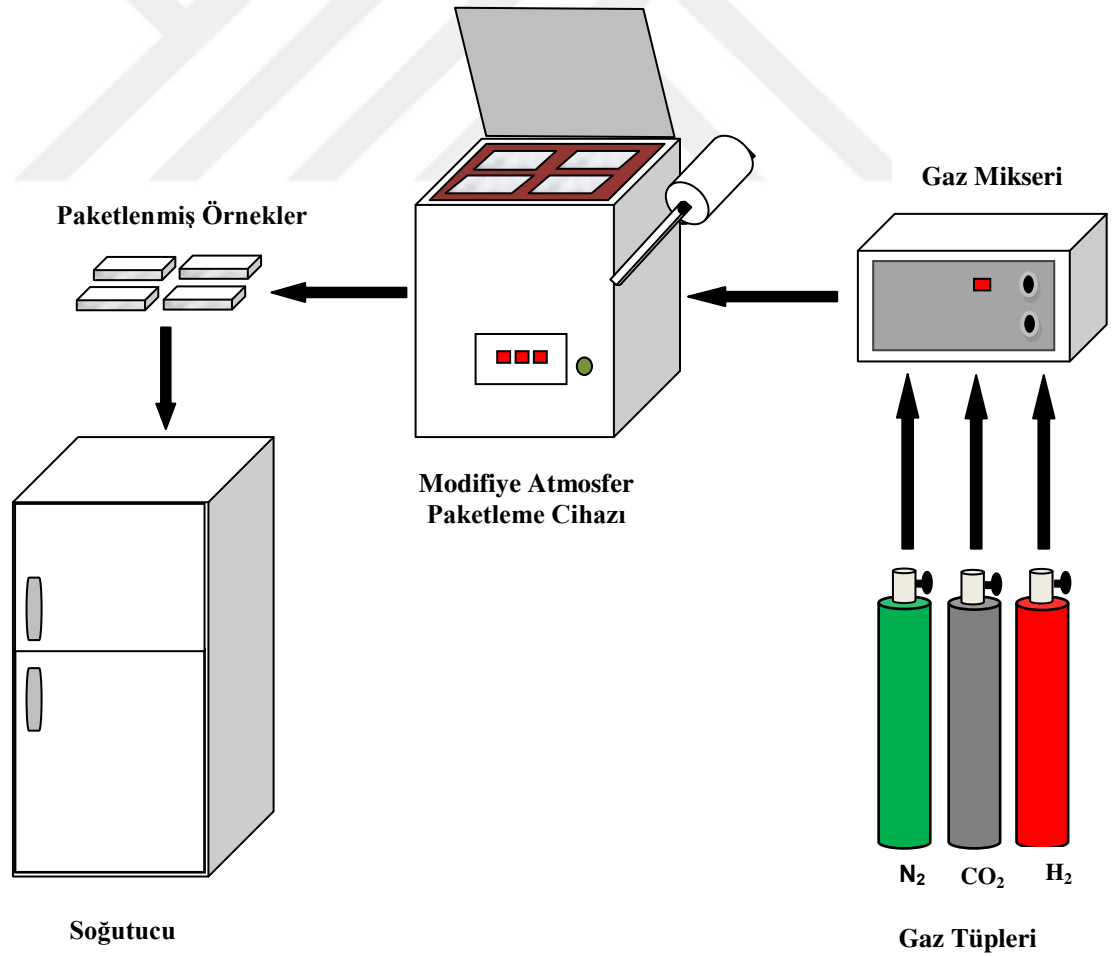 Gaz Mikseri
Paketlenmiş Örnekler
Modifiye Atmosfer
Paketleme Cihazı
N₂ CO₂ H₂
Soğutucu
Gaz Tüpleri